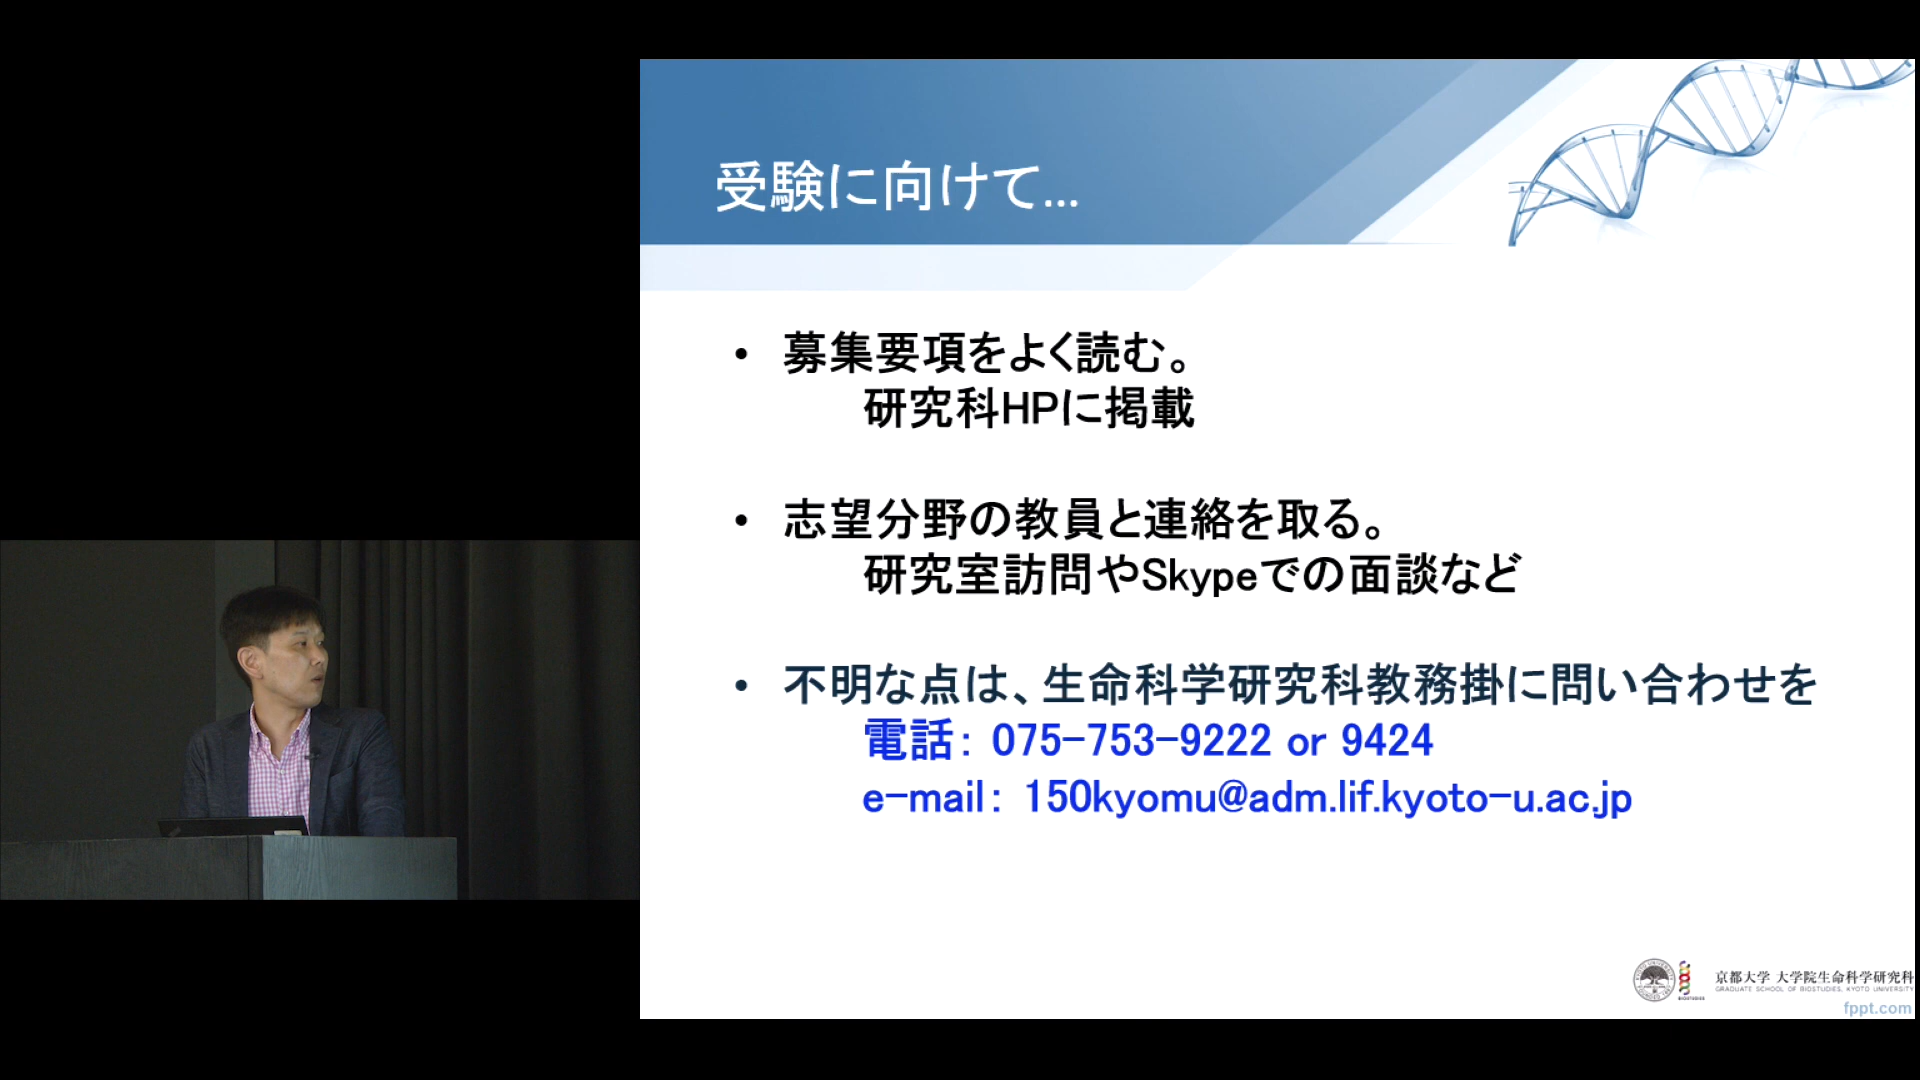 受験に向けて...
• 募集要項をよく読む。
研究科HPに掲載
• 志望分野の教員と連絡を取る。
研究室訪問やSkypeでの面談など
• 不明な点は、生命科学研究科教務掛に問い合わせを
電話： 075-753-9222 or 9424
e-mail： 150kyomu@adm.lif.kyoto-u.ac.jp
京都大学 大学院生命科学研究科
GRADUATE SCHOOL OF BIOSTUDIES, KYOTO UNIVERSITY
fppt.com